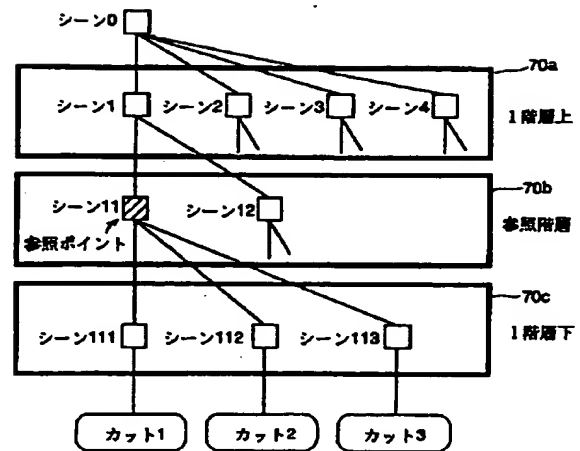 シーン0
70a
シーン1
シーン2
シーン3
シーン4
1階層上
70b
シーン11
シーン12
参照階層
参照ポイント
70c
1階層下
シーン111
シーン112
シーン113
カット1
カット2
カット3